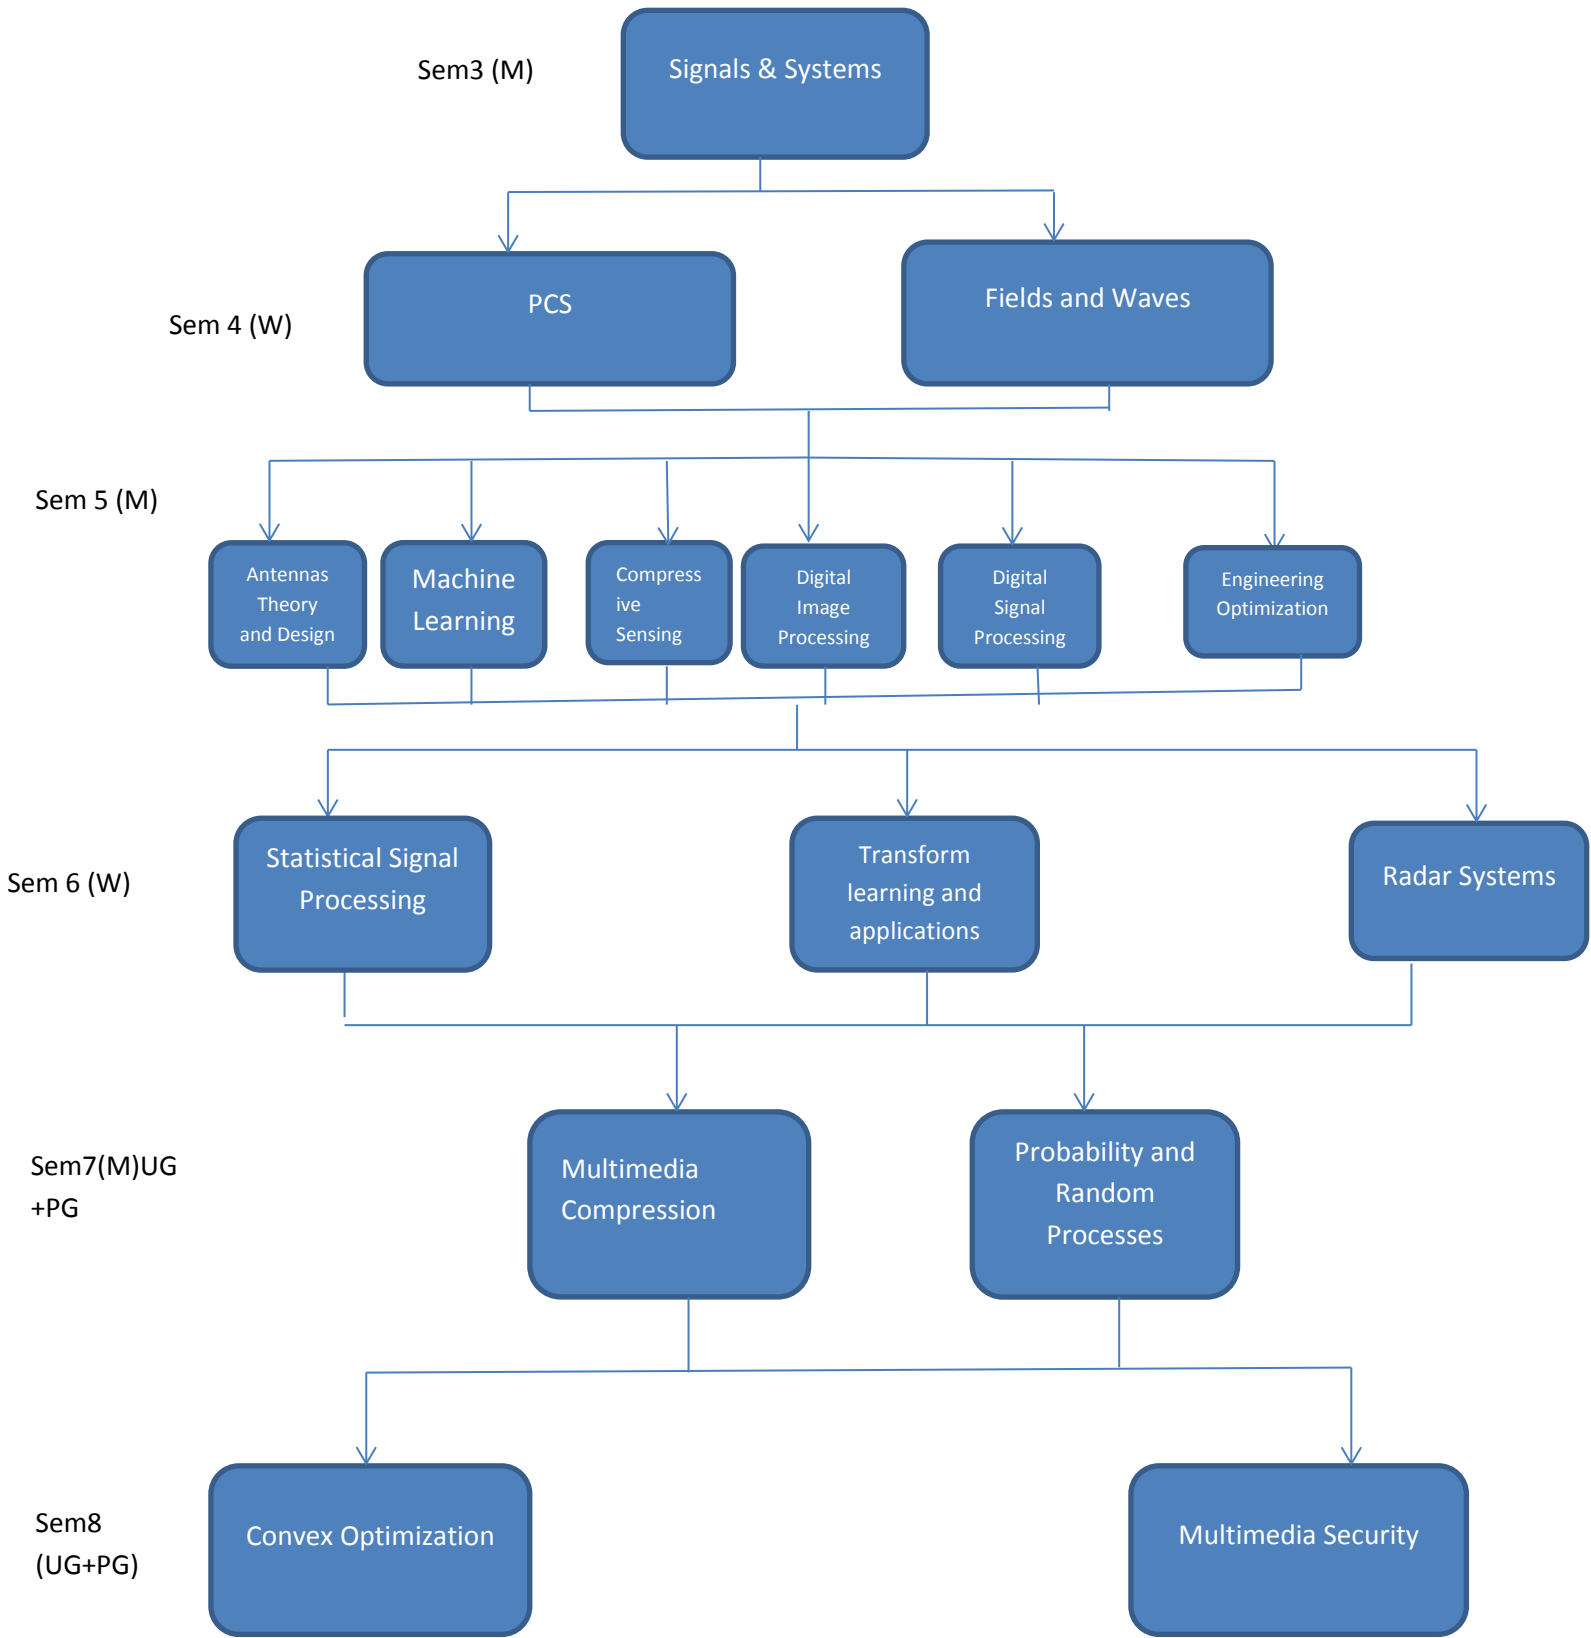 Sem3 (M)
Signals & Systems
Sem 4 (W)
PCS
Fields and Waves
Sem 5 (M)
Antennas
Theory
and Design
Machine
Learning
Compress
ive
Sensing
Digital
Image
Processing
Digital
Signal
Processing
Engineering
Optimization
Sem 6 (W)
Statistical Signal
Processing
Transform
learning and
applications
Radar Systems
Sem7(M)UG
+PG
Multimedia
Compression
Probability and
Random
Processes
Sem8
(UG+PG)
Convex Optimization
Multimedia Security